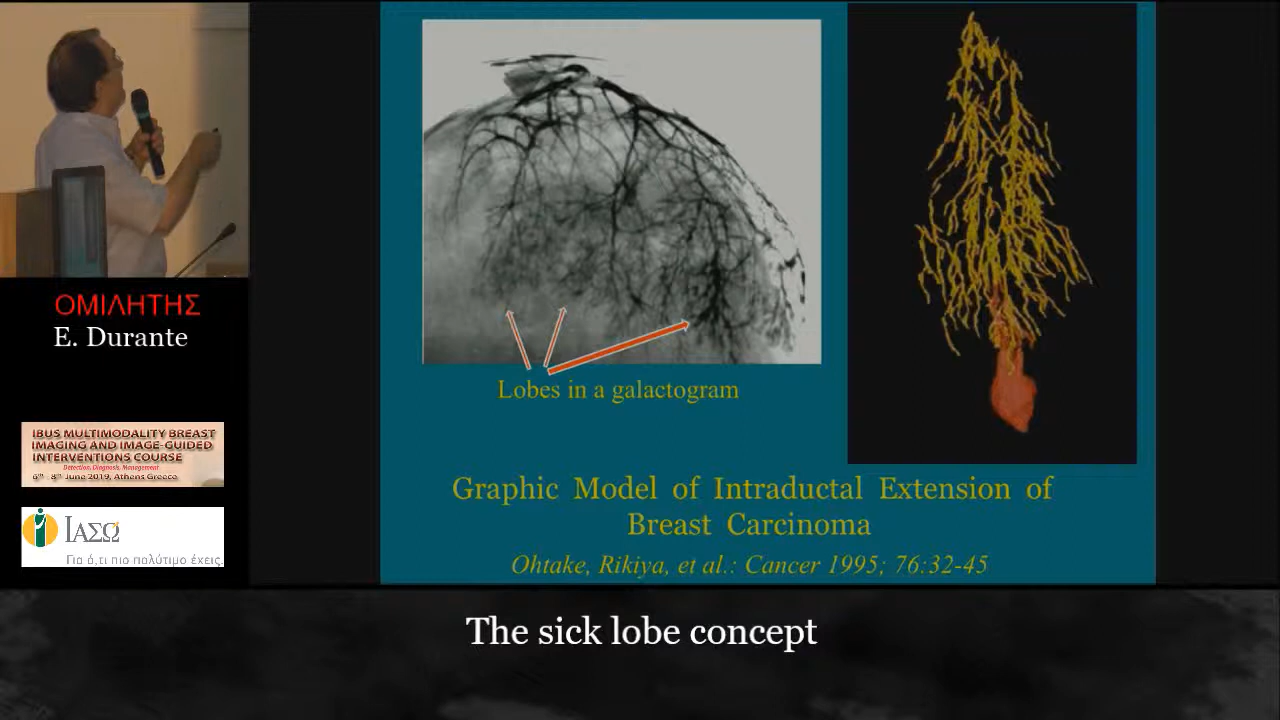 ΟΜΙΛΗΤΗΣ
E. Durante
IBUS MULTIMODALITY BREAST
IMAGING AND IMAGE-GUIDED
INTERVENTIONS COURSE
Detection, Diagnosis, Management
6th - 8th June 2019, Athens Greece
ΙΑΣΩ
Για ό,τι πιο πολύτιμο έχεις.
Lobes in a galactogram
Graphic Model of Intraductal Extension of
Breast Carcinoma
Ohtake, Rikiya, et al.: Cancer 1995; 76:32-45
The sick lobe concept